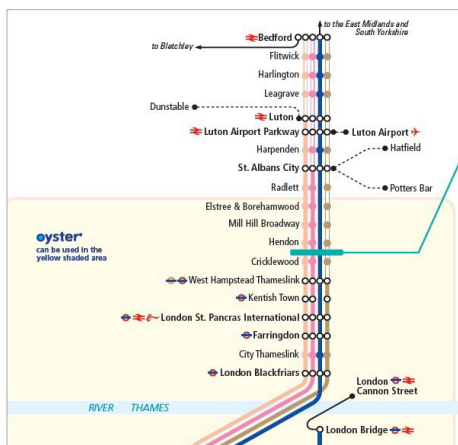 to the East Midlands and
South Yorkshire
Bedford
to Bletchley
Flitwick
Harlington
Leagrave
Dunstable
Luton
Luton Airport Parkway
Luton Airport
Harpenden
Hatfield
St. Albans City
Radlett
Potters Bar
Elstree & Borehamwood
Mill Hill Broadway
Hendon
oyster
can be used in the
yellow shaded area
Cricklewood
West Hampstead Thameslink
Kentish Town
London St. Pancras International
Farringdon
City Thameslink
London Blackfriars
London
Cannon Street
RIVER THAMES
London Bridge